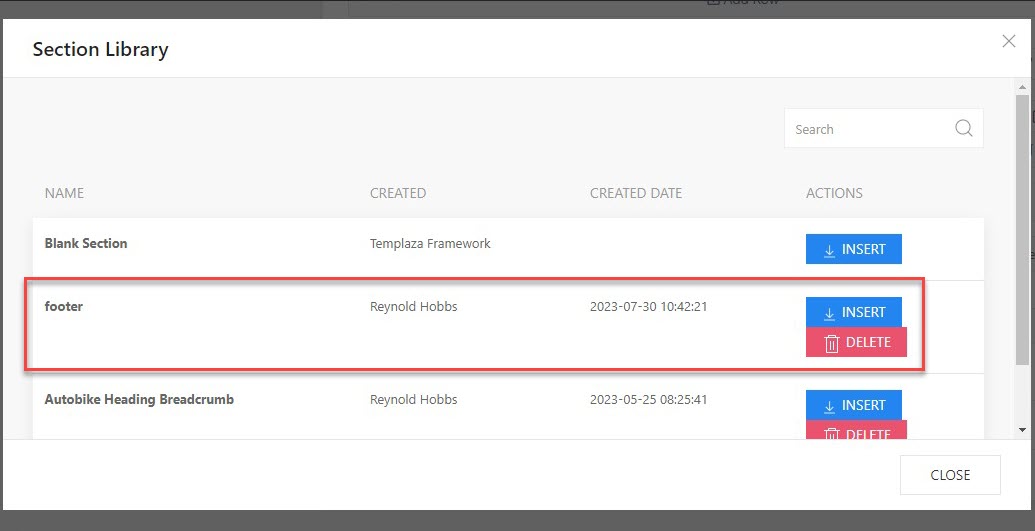 Add Row
Section Library
Search
NAME CREATED CREATED DATE ACTIONS
Blank Section Templaza Framework INSERT
footer Reynold Hobbs 2023-07-30 10:42:21 INSERT
DELETE
Autobike Heading Breadcrumb Reynold Hobbs 2023-05-25 08:25:41 INSERT
DELETE
CLOSE